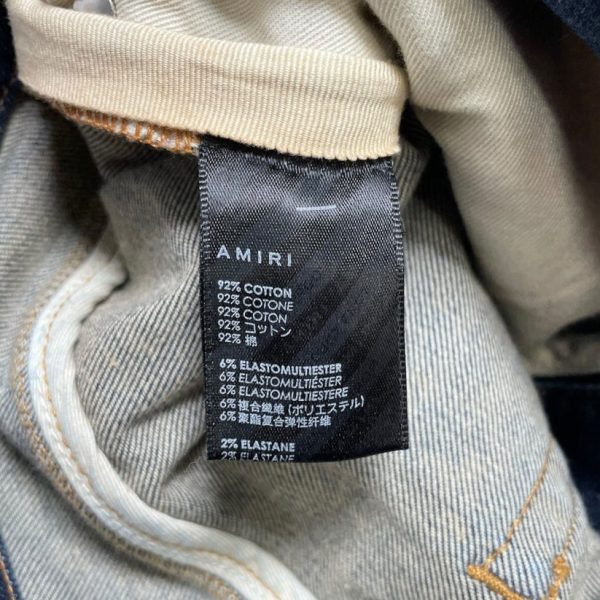 AMIRI
92% COTTON
92% COTONE
92% COTON
92% コットン
92% 棉
6% ELASTOMULTIESTER
6% ELASTOMULTIÉSTER
6% ELASTOMULTIESTERE
6% 複合繊維 (ポリエステル)
6% 聚酯复合弹性纤维
2% ELASTANE
2% ELASTANE